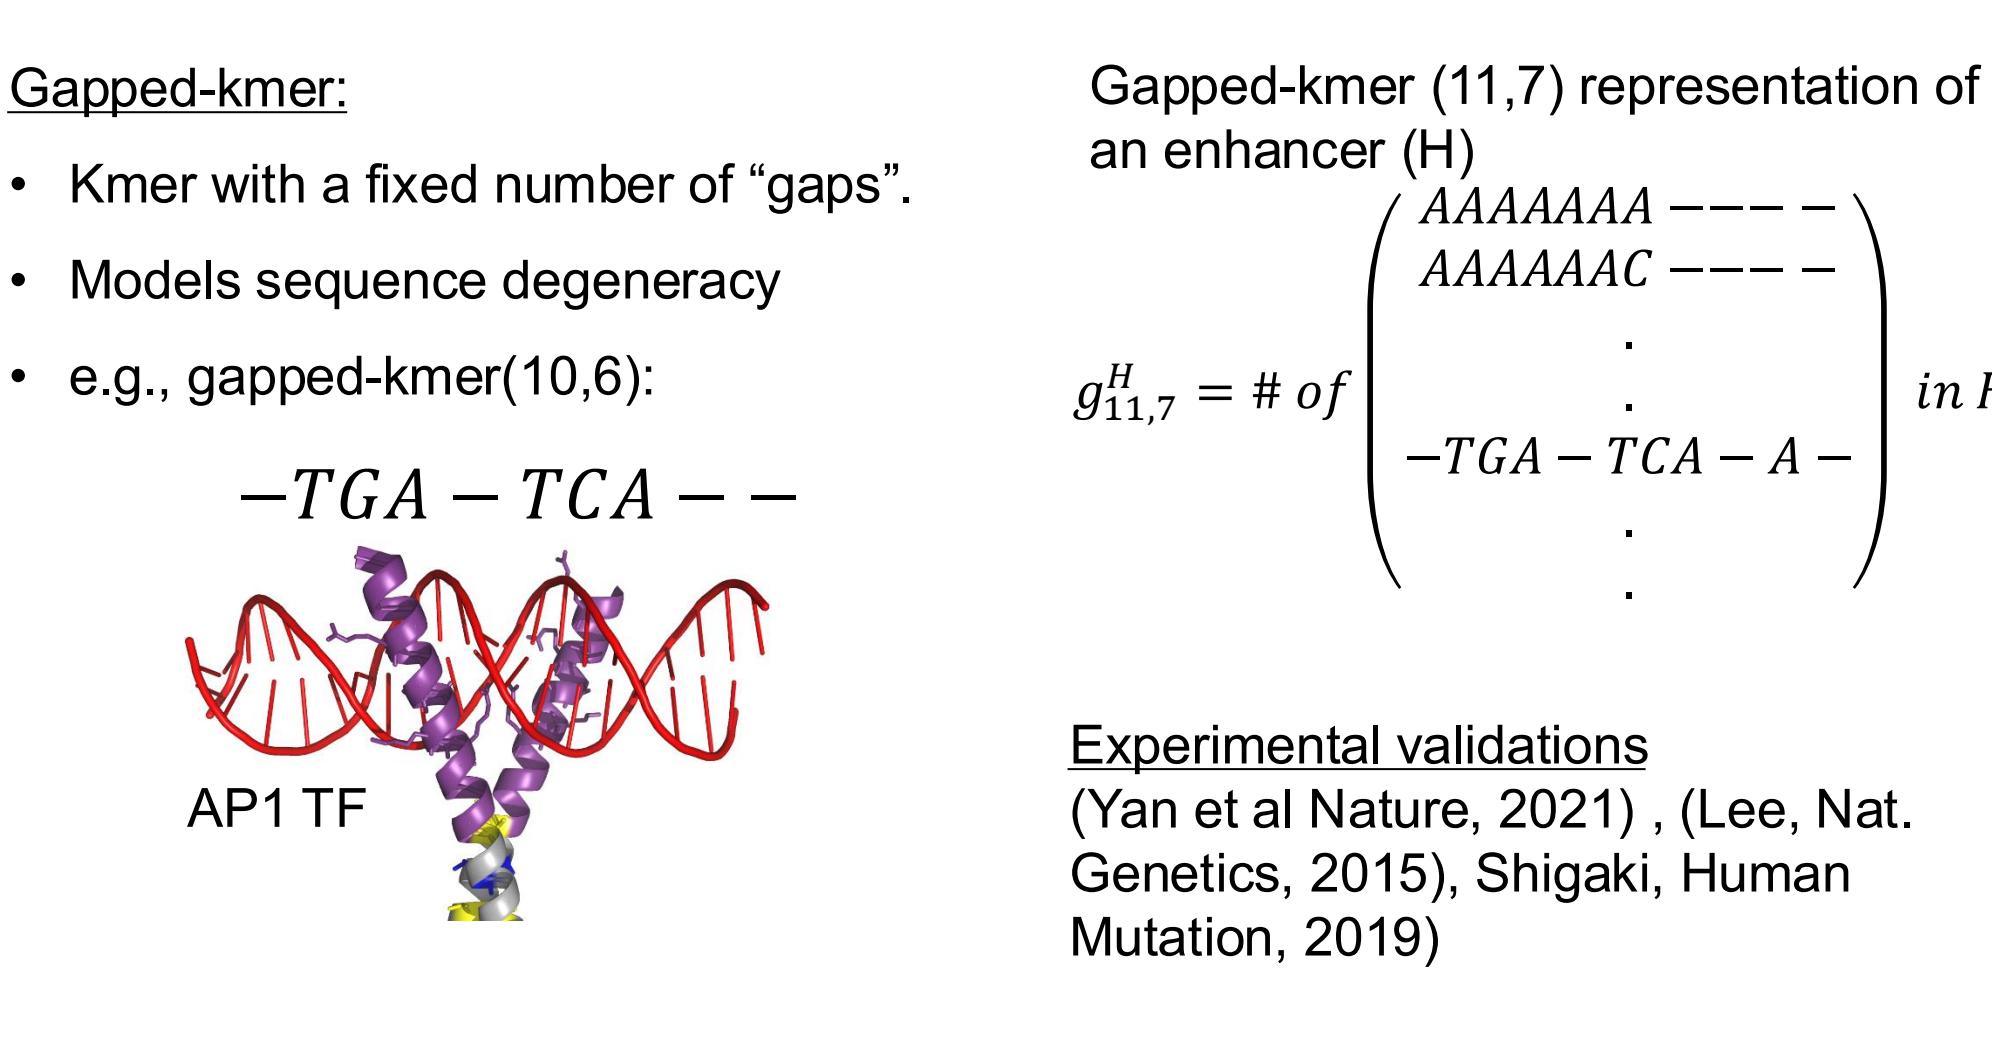 Gapped-kmer:
• Kmer with a fixed number of “gaps”.
• Models sequence degeneracy
• e.g., gapped-kmer(10,6):
−TGA − TCA − −
AP1 TF
Gapped-kmer (11,7) representation of
an enhancer (H)
AAAAAAA −−− −
AAAAAAC −−− −
.
.
g^H_{11,7} = # of
−TGA − TCA − A −
in
.
.
Experimental validations
(Yan et al Nature, 2021) , (Lee, Nat.
Genetics, 2015), Shigaki, Human
Mutation, 2019)